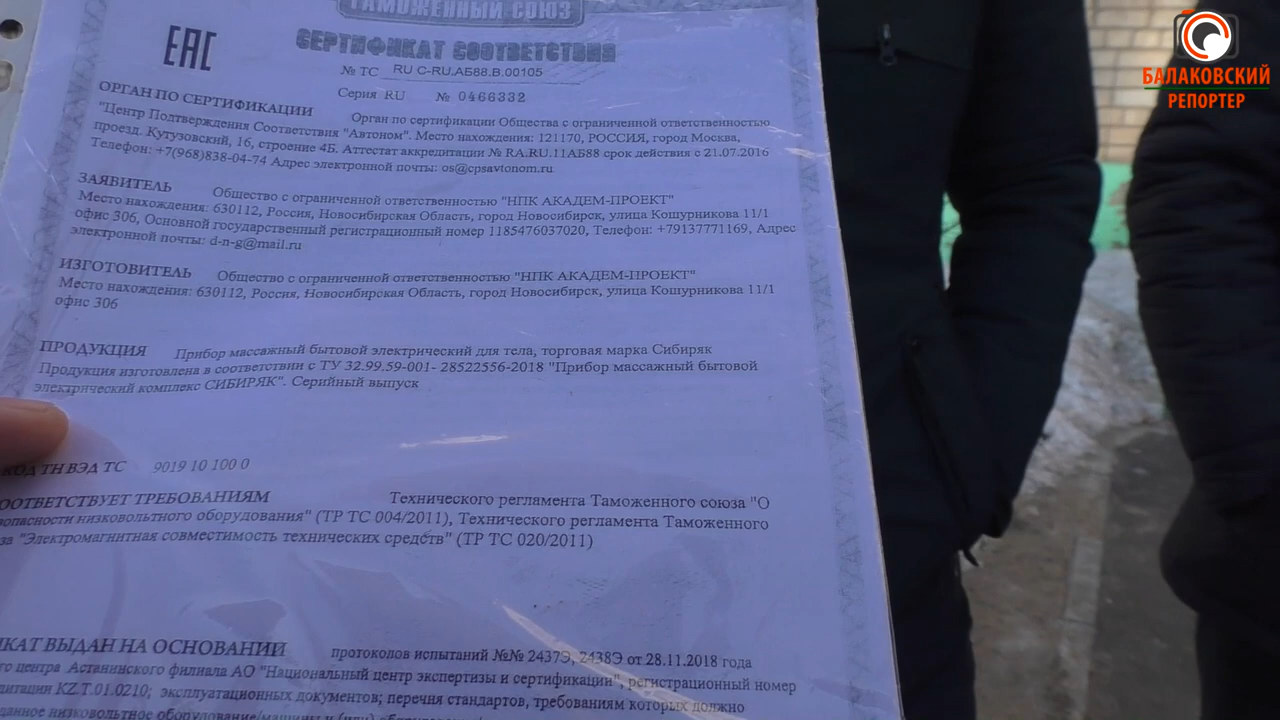 БАЛАКОВСКИЙ
РЕПОРТЕР
ТАМОЖЕННЫЙ СОЮЗ
ЕАС
СЕРТИФИКАТ СООТВЕТСТВИЯ
№ ТС RU C-RU.АБ88.В.00105
Серия RU № 0466332
ОРГАН ПО СЕРТИФИКАЦИИ Орган по сертификации Общества с ограниченной ответственностью
"Центр Подтверждения Соответствия "Автоном". Место нахождения: 121170, РОССИЯ, город Москва,
проезд. Кутузовский, 16, строение 4Б. Аттестат аккредитации № RA.RU.11АБ88 срок действия с 21.07.2016
Телефон: +7(968)838-04-74 Адрес электронной почты: os@cpsavtonom.ru
ЗАЯВИТЕЛЬ Общество с ограниченной ответственностью "НПК АКАДЕМ-ПРОЕКТ"
Место нахождения: 630112, Россия, Новосибирская Область, город Новосибирск, улица Кошурникова 11/1
офис 306, Основной государственный регистрационный номер 1185476037020, Телефон: +79137771169, Адрес
электронной почты: d-n-g@mail.ru
ИЗГОТОВИТЕЛЬ Общество с ограниченной ответственностью "НПК АКАДЕМ-ПРОЕКТ"
Место нахождения: 630112, Россия, Новосибирская Область, город Новосибирск, улица Кошурникова 11/1
офис 306
ПРОДУКЦИЯ Прибор массажный бытовой электрический для тела, торговая марка Сибиряк
Продукция изготовлена в соответствии с ТУ 32.99.59-001- 28522556-2018 "Прибор массажный бытовой
электрический комплекс СИБИРЯК". Серийный выпуск
КОД ТН ВЭД ТС 9019 10 100 0
СООТВЕТСТВУЕТ ТРЕБОВАНИЯМ Технического регламента Таможенного союза "О
безопасности низковольтного оборудования" (ТР ТС 004/2011), Технического регламента Таможенного
за "Электромагнитная совместимость технических средств" (ТР ТС 020/2011)
КАТ ВЫДАН НА ОСНОВАНИИ протоколов испытаний №№ 2437Э, 2438Э от 28.11.2018 года
го центра Астанинского филиала АО "Национальный центр экспертизы и сертификации", регистрационный номер
дитации KZ.T.01.0210; эксплуатационных документов; перечня стандартов, требованиям которых должно
данное низковольтное оборудование/машины и (или)